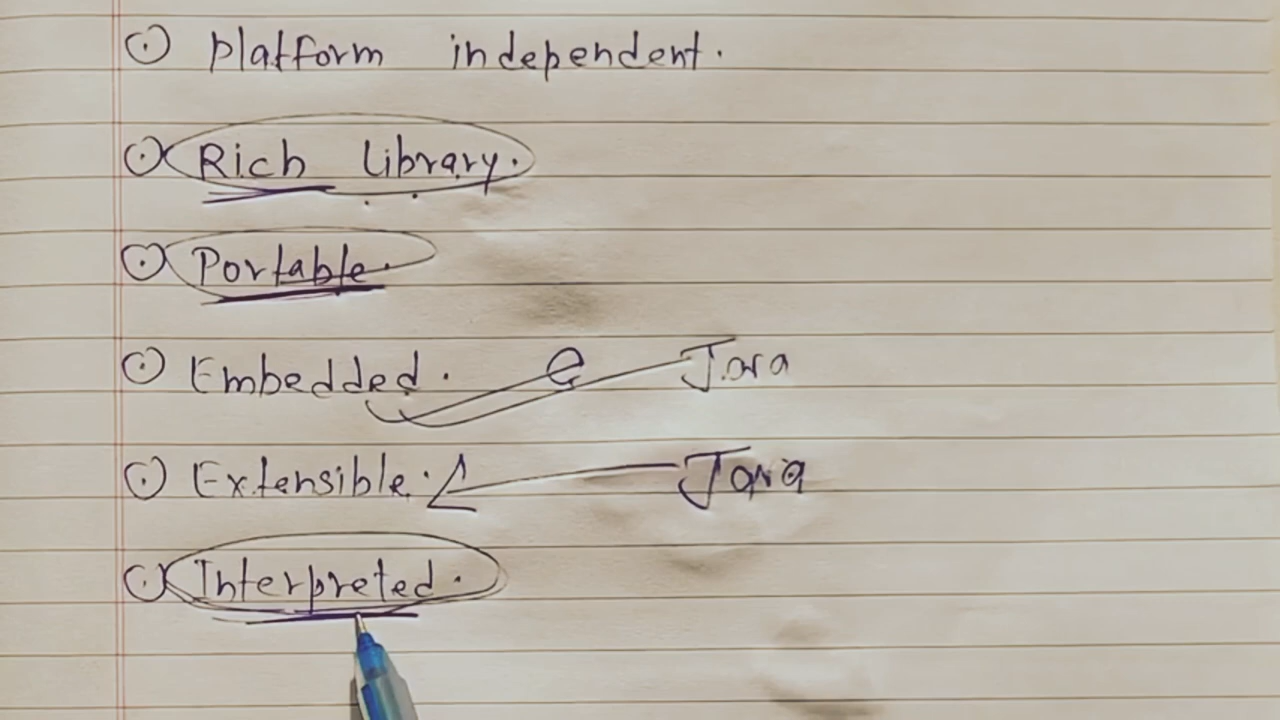 Platform independent.
Rich Library.
Portable.
Embedded. Java
Extensible. Java
Interpreted.